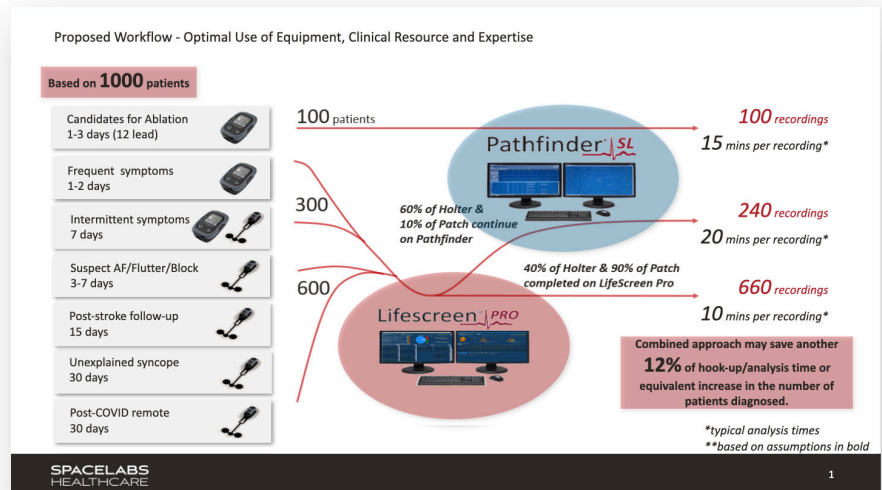 Proposed Workflow - Optimal Use of Equipment, Clinical Resource and Expertise
Based on 1000 patients
Candidates for Ablation
1-3 days (12 lead)
Frequent symptoms
1-2 days
Intermittent symptoms
7 days
Suspect AF/Flutter/Block
3-7 days
Post-stroke follow-up
15 days
Unexplained syncope
30 days
Post-COVID remote
30 days
100 patients
300
600
Pathfinder SL
60% of Holter &
10% of Patch continue
on Pathfinder
40% of Holter & 90% of Patch
completed on LifeScreen Pro
Lifescreen™ PRO
100 recordings
15 mins per recording*
240 recordings
20 mins per recording*
660 recordings
10 mins per recording*
Combined approach may save another
12% of hook-up/analysis time or
equivalent increase in the number of
patients diagnosed.
*typical analysis times
**based on assumptions in bold
SPACELABS
HEALTHCARE
1